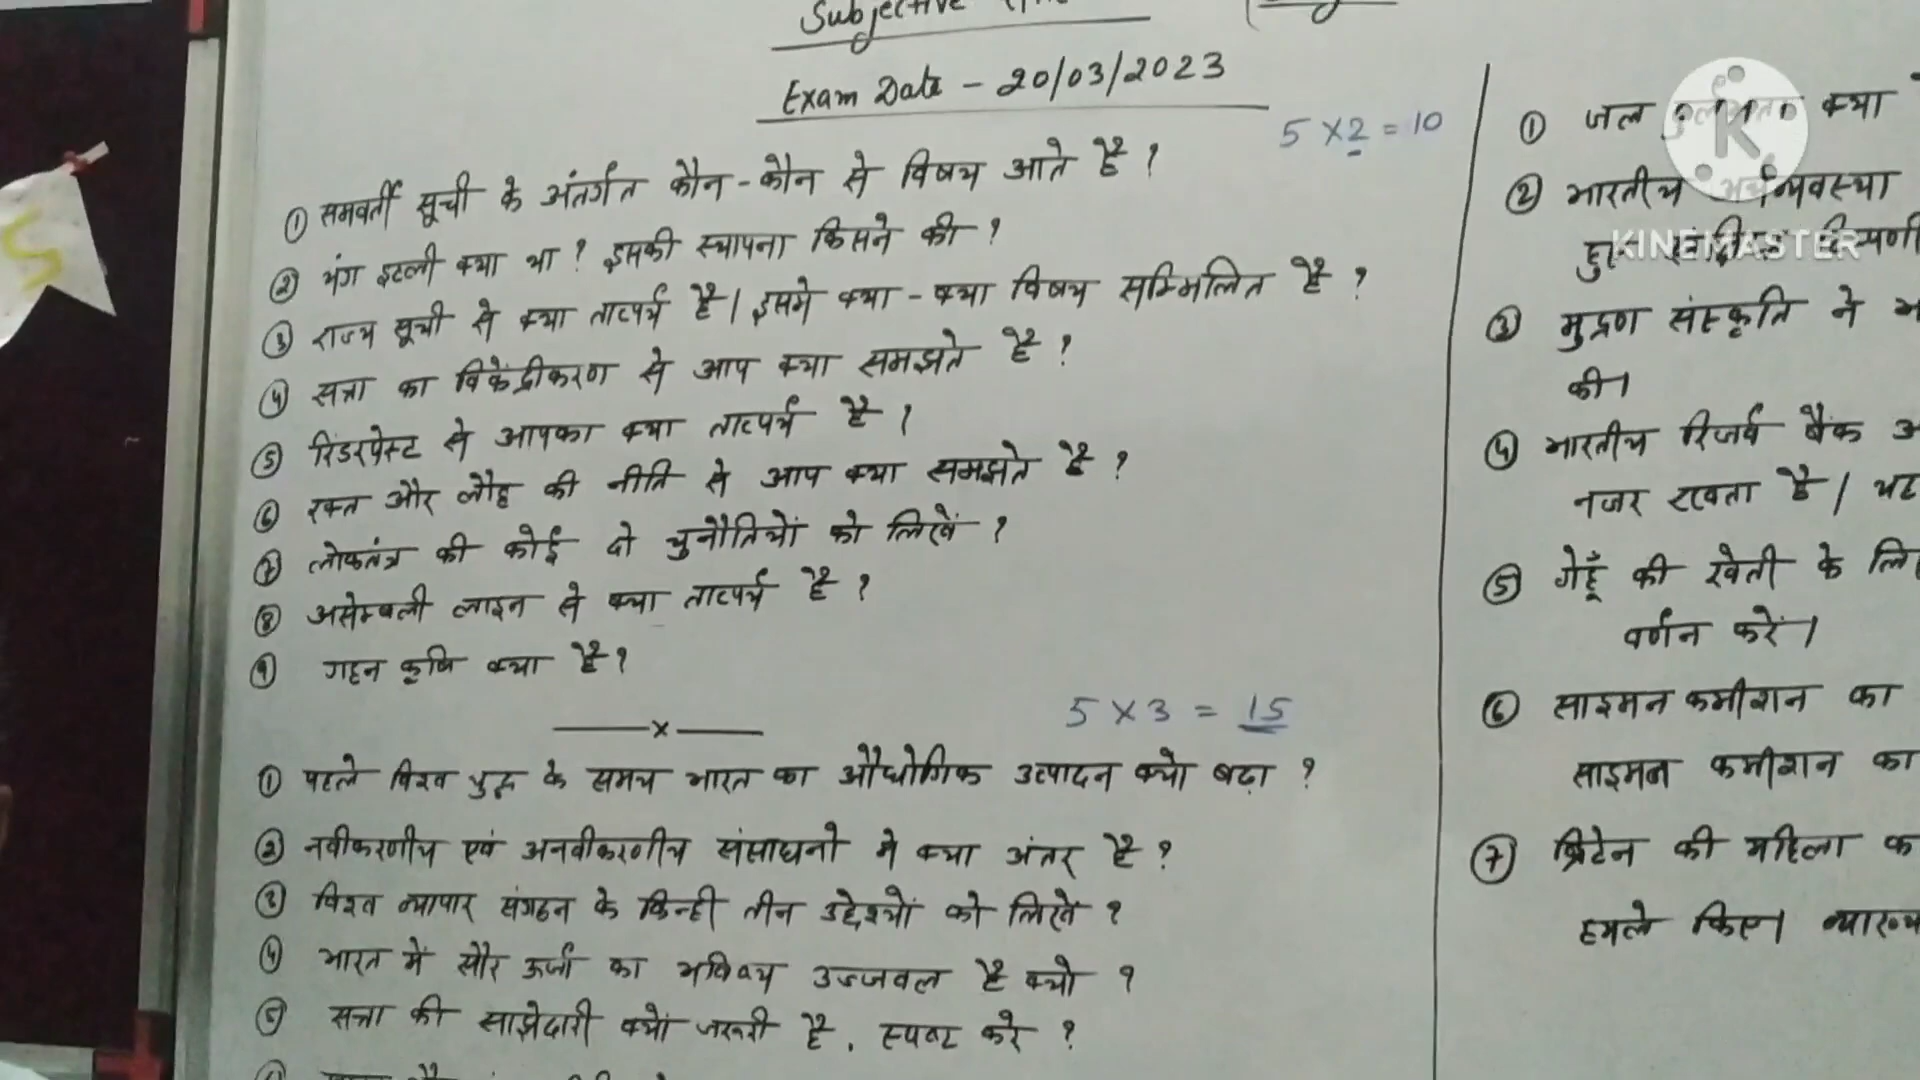 Subjective
Exam Date - 20/03/2023
5 × 2 = 10
① समवर्ती सूची के अंतर्गत कौन-कौन से विषय आते है ?
② यंग इटली क्या था ? इसकी स्थापना किसने की ?
③ राज्य सूची से क्या तात्पर्य है। इसमे क्या-क्या विषय सम्मिलित है ?
④ सत्ता का विकेंद्रीकरण से आप क्या समझते है ?
⑤ रिंडरपेस्ट से आपका क्या तात्पर्य है ?
⑥ रक्त और लौह की नीति से आप क्या समझते है ?
⑦ लोकतंत्र की कोई दो चुनौतियों को लिखें ?
⑧ असेम्बली लाइन से क्या तात्पर्य है ?
⑨ गहन कृषि क्या है ?
x
5 × 3 = 15
① पहले विश्व युद्ध के समय भारत का औद्योगिक उत्पादन क्यो बढ़ा ?
② नवीकरणीय एवं अनवीकरणीय संसाधनो मे क्या अंतर है ?
③ विश्व व्यापार संगठन के किन्ही तीन उद्देश्यों को लिखें ?
④ भारत में सौर ऊर्जा का भविष्य उज्जवल है क्यो ?
⑤ सत्ता की साझेदारी क्यों जरूरी है, स्पष्ट करे ?
① जल क्या
② भारतीय अर्थव्यवस्था
टिप्पणी
③ मुद्रण संस्कृति ने
की।
④ भारतीय रिजर्व बैंक
नजर रखता है।
⑤ गेहूँ की खेती के
वर्णन करें।
⑥ साइमन कमीशन का
साइमन कमीशन का
⑦ ब्रिटेन की महिला
हमले किए।
KINEMASTER